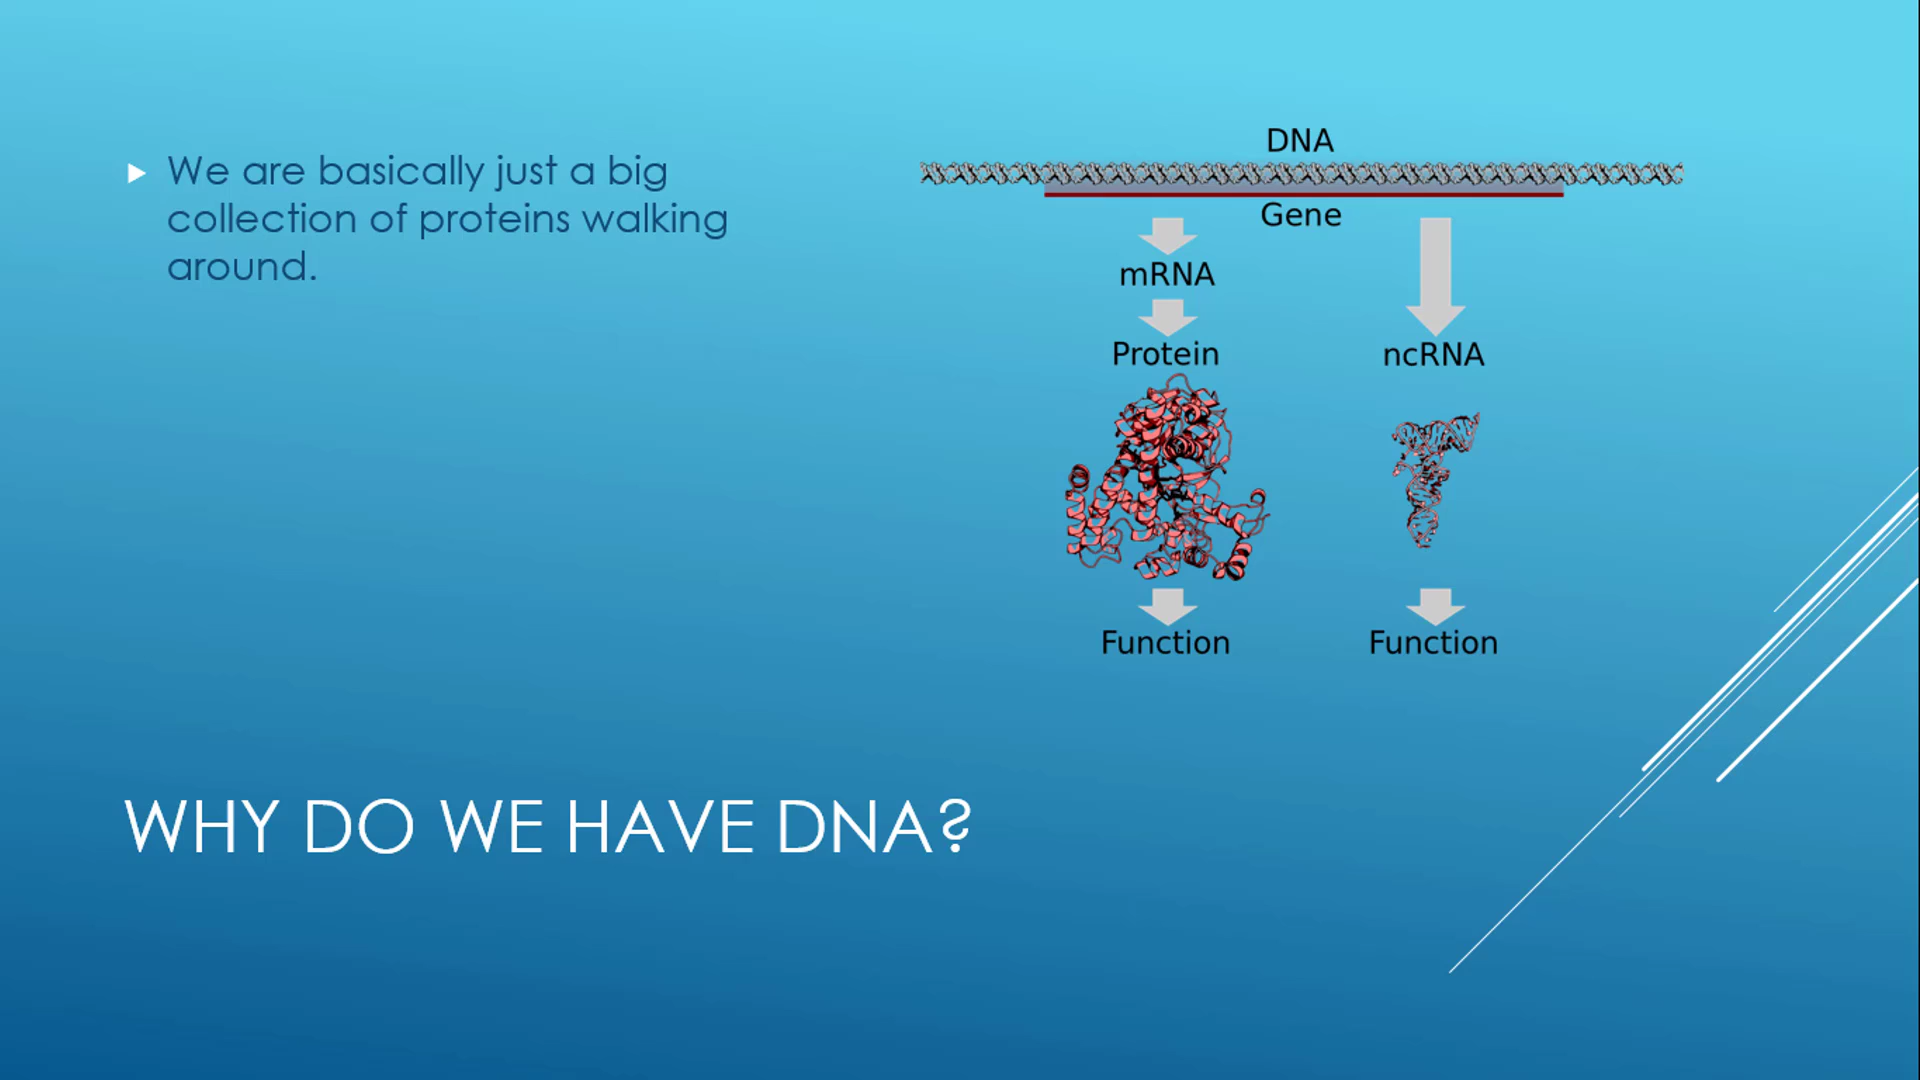 We are basically just a big
collection of proteins walking
around.
DNA
Gene
mRNA
Protein
ncRNA
Function
Function
WHY DO WE HAVE DNA?